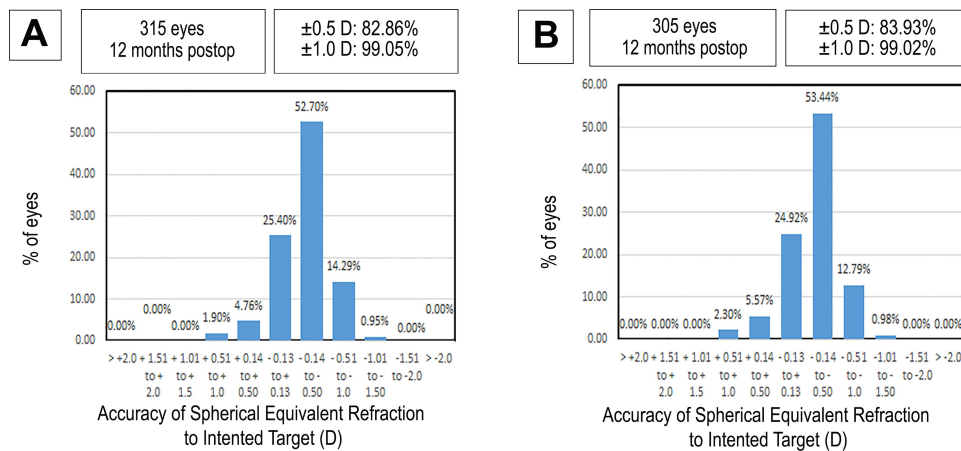 A
315 eyes
12 months postop
±0.5 D: 82.86%
±1.0 D: 99.05%
60.00
50.00
40.00
30.00
20.00
10.00
0.00
% of eyes
0.00%
0.00%
0.00%
1.90%
4.76%
25.40%
52.70%
14.29%
0.95%
0.00%
0.00%
> +2.0 + 1.51 + 1.01 + 0.51 + 0.14 - 0.13 - 0.14 - 0.51 -1.01 -1.51 > -2.0
to + to + to + to + to + to - to - to - to -2.0
2.0 1.5 1.0 0.50 0.13 0.50 1.0 1.50
Accuracy of Spherical Equivalent Refraction
to Intented Target (D)
B
305 eyes
12 months postop
±0.5 D: 83.93%
±1.0 D: 99.02%
60.00
50.00
40.00
30.00
20.00
10.00
0.00
% of eyes
0.00%
0.00%
0.00%
2.30%
5.57%
24.92%
53.44%
12.79%
0.98%
0.00%
0.00%
> +2.0 + 1.51 + 1.01 + 0.51 + 0.14 - 0.13 - 0.14 - 0.51 -1.01 -1.51 > -2.0
to + to + to + to + to + to - to - to - to -2.0
2.0 1.5 1.0 0.50 0.13 0.50 1.0 1.50
Accuracy of Spherical Equivalent Refraction
to Intented Target (D)